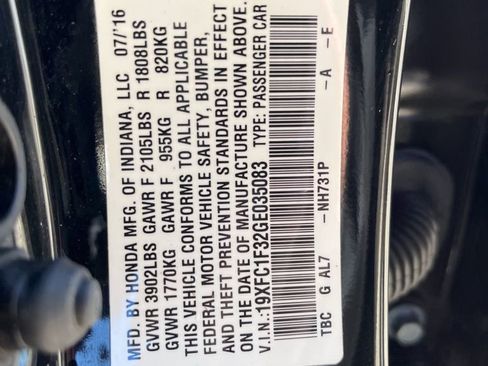 MFD. BY HONDA MFG. OF INDIANA, LLC 07/'16
GVWR 3902LBS GAWR F 2105LBS R 1808LBS
GVWR 1770KG GAWR F 955KG R 820KG
THIS VEHICLE CONFORMS TO ALL APPLICABLE
FEDERAL MOTOR VEHICLE SAFETY, BUMPER,
AND THEFT PREVENTION STANDARDS IN EFFECT
ON THE DATE OF MANUFACTURE SHOWN ABOVE.
V.I.N.:19XFC1F32GE035083 TYPE: PASSENGER CAR
TBC G AL7 -NH731P -A -E